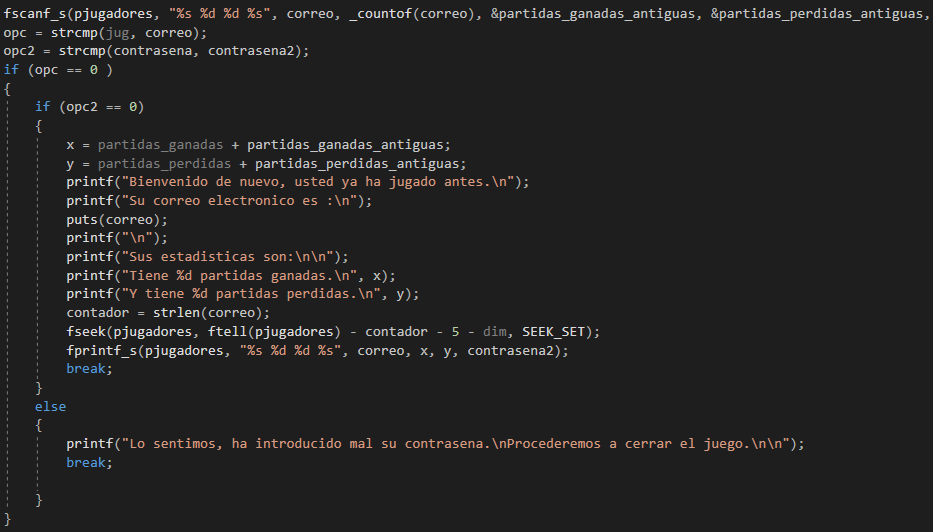 fscanf_s(pjugadores, "%s %d %d %s", correo, _countof(correo), &partidas_ganadas_antiguas, &partidas_perdidas_antiguas,
opc = strcmp(jug, correo);
opc2 = strcmp(contrasena, contrasena2);
if (opc == 0 )
{
if (opc2 == 0)
{
x = partidas_ganadas + partidas_ganadas_antiguas;
y = partidas_perdidas + partidas_perdidas_antiguas;
printf("Bienvenido de nuevo, usted ya ha jugado antes.\n");
printf("Su correo electronico es :\n");
puts(correo);
printf("\n");
printf("Sus estadisticas son:\n\n");
printf("Tiene %d partidas ganadas.\n", x);
printf("Y tiene %d partidas perdidas.\n", y);
contador = strlen(correo);
fseek(pjugadores, ftell(pjugadores) - contador - 5 - dim, SEEK_SET);
fprintf_s(pjugadores, "%s %d %d %s", correo, x, y, contrasena2);
break;
}
else
{
printf("Lo sentimos, ha introducido mal su contrasena.\nProcederemos a cerrar el juego.\n\n");
break;
}
}